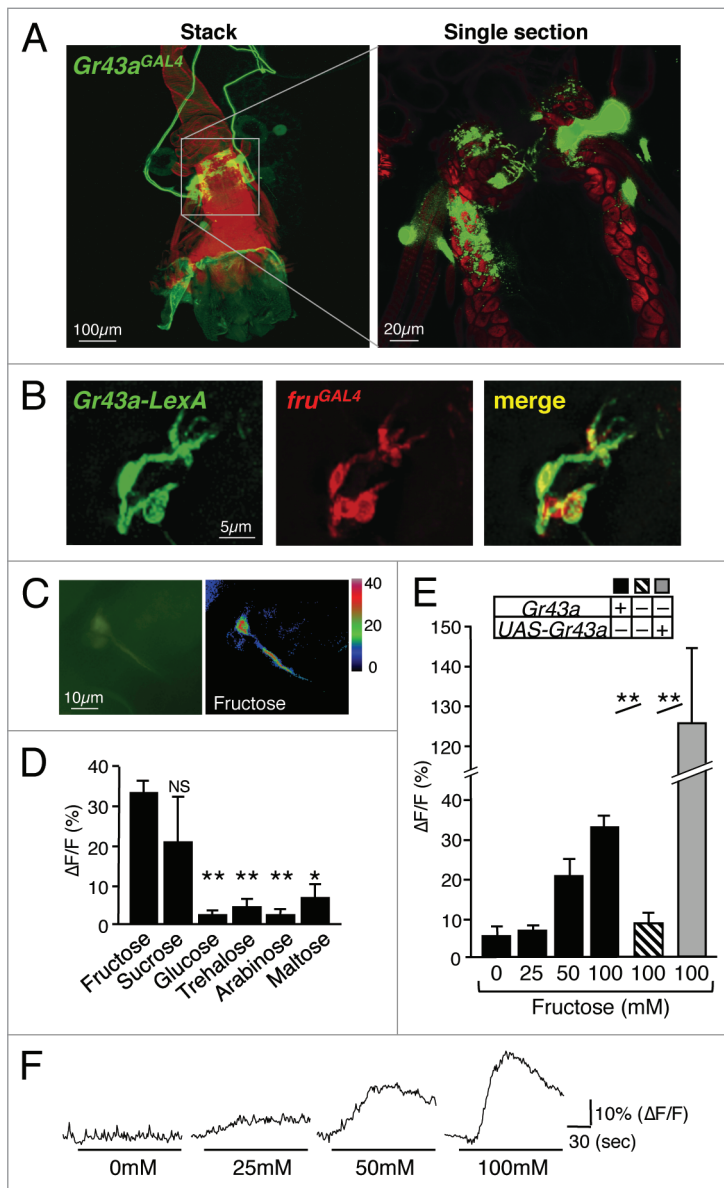 A
Stack
Single section
Gr43aGAL4
100µm
20µm
B
Gr43a-LexA
fruGAL4
merge
5µm
C
10µm
Fructose
40
20
0
D
ΔF/F (%)
40
30
20
10
0
NS
** ** ** *
Fructose
Sucrose
Glucose
Trehalose
Arabinose
Maltose
E
Gr43a + – –
UAS-Gr43a – – +
ΔF/F (%)
150
140
130
120
40
30
20
10
0
** **
0 25 50 100 100 100
Fructose (mM)
F
10% (ΔF/F)
30 (sec)
0mM 25mM 50mM 100mM